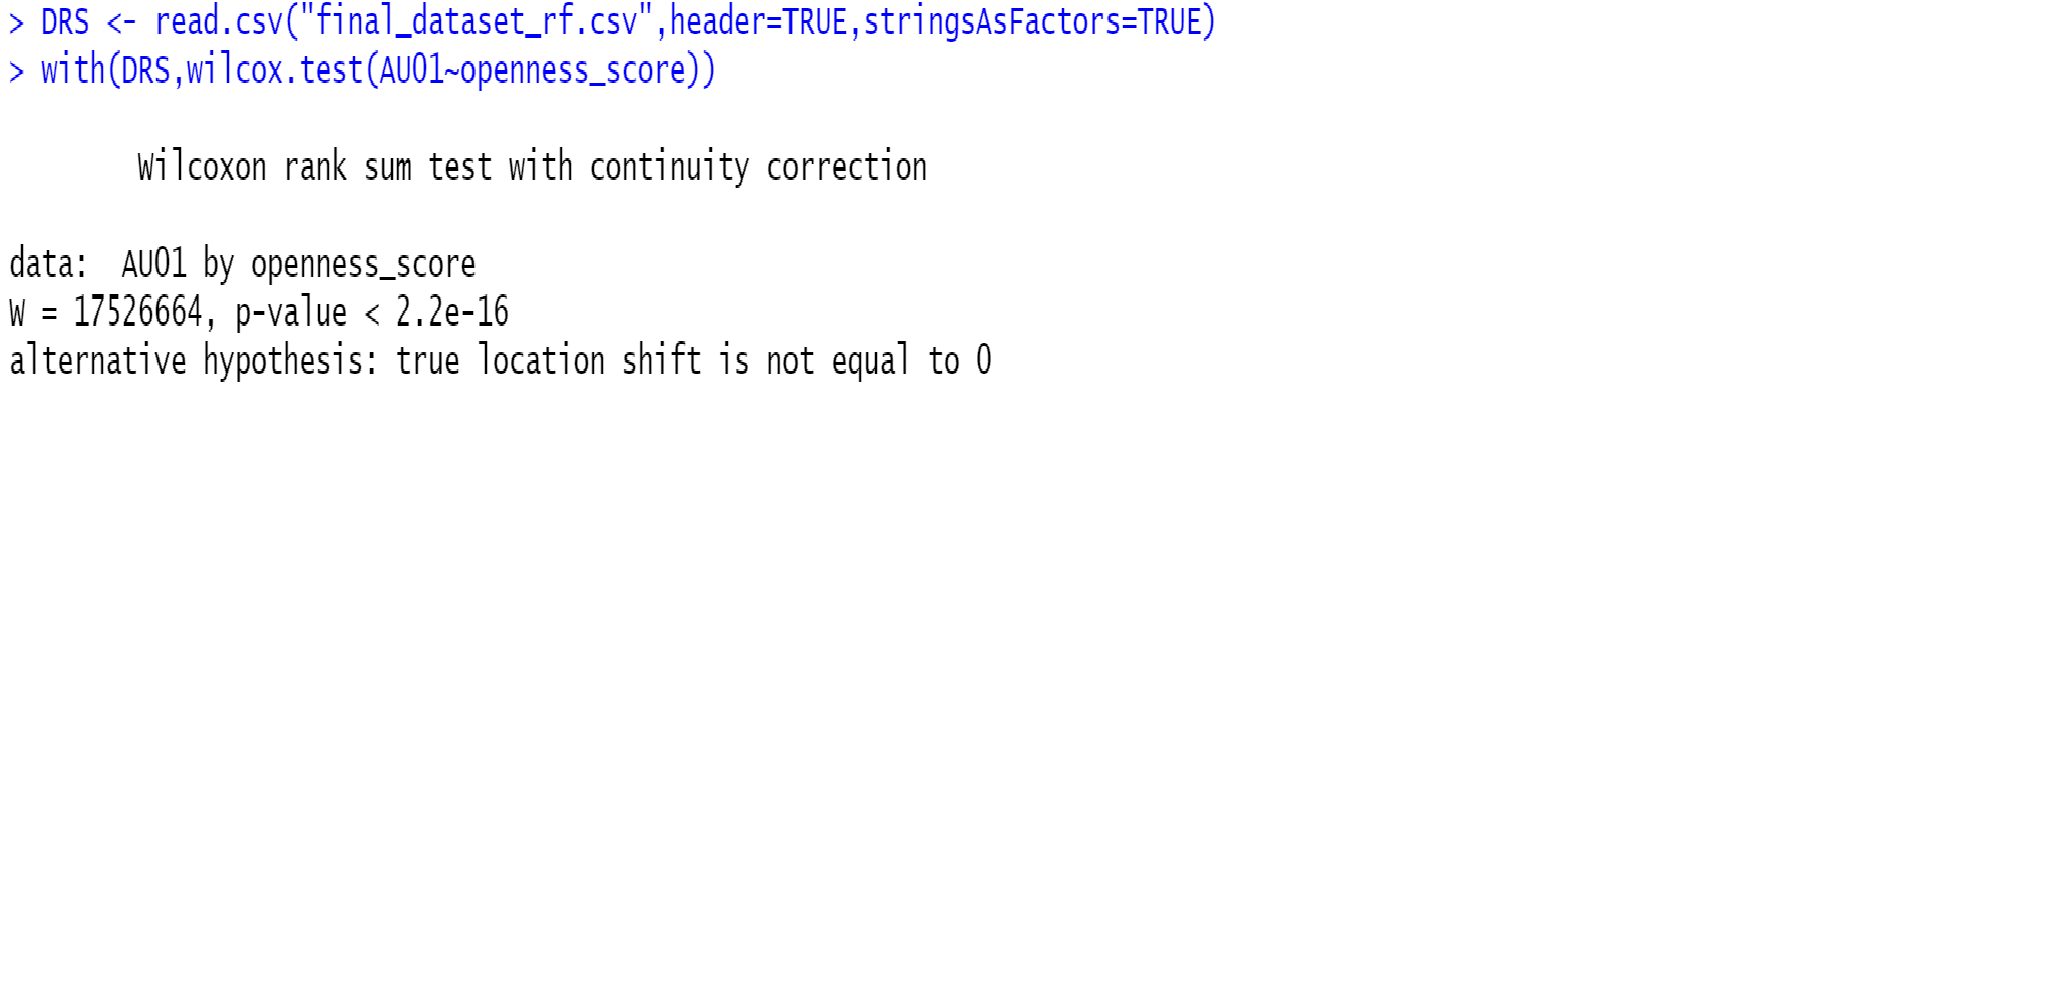 > DRS <- read.csv("final_dataset_rf.csv",header=TRUE,stringsAsFactors=TRUE)
> with(DRS,wilcox.test(AU01~openness_score))
Wilcoxon rank sum test with continuity correction
data:  AU01 by openness_score
W = 17526664, p-value < 2.2e-16
alternative hypothesis: true location shift is not equal to 0